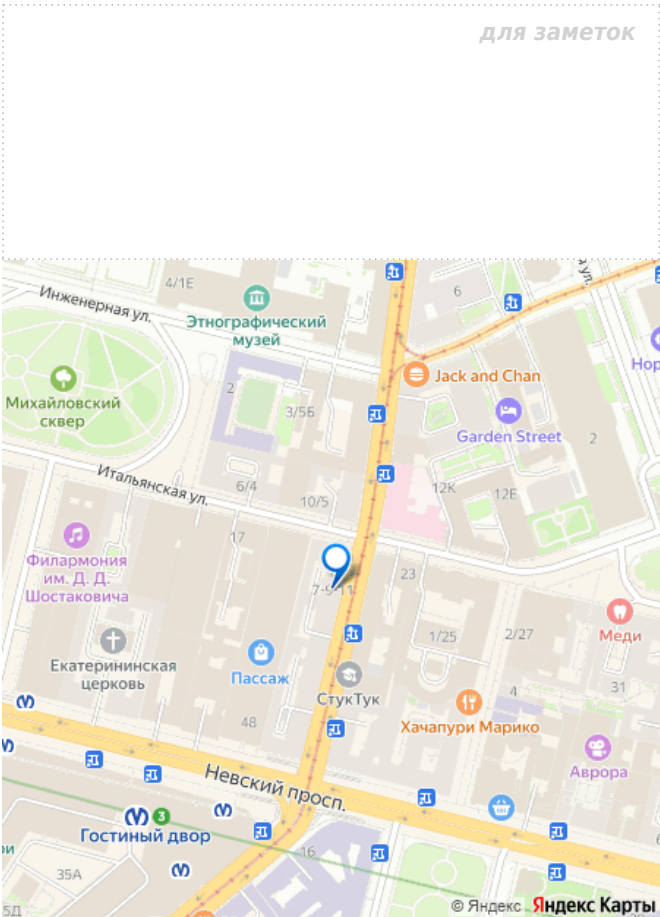 для заметок
4/1Е
6
Инженерная ул.
Этнографический
музей
Jack and Chan
2
3/5Б
Михайловский
сквер
Garden Street
2
Итальянская ул.
6/4
10/5
12К
12Е
17
Филармония
им. Д. Д.
Шостаковича
7-9-11
23
Меди
Екатерининская
церковь
Пассаж
СтукТук
1/25
2/27
4
31
48
Хачапури Марико
Аврора
Невский просп.
3
Гостиный двор
16
35А
5Д
© Яндекс Яндекс Карты